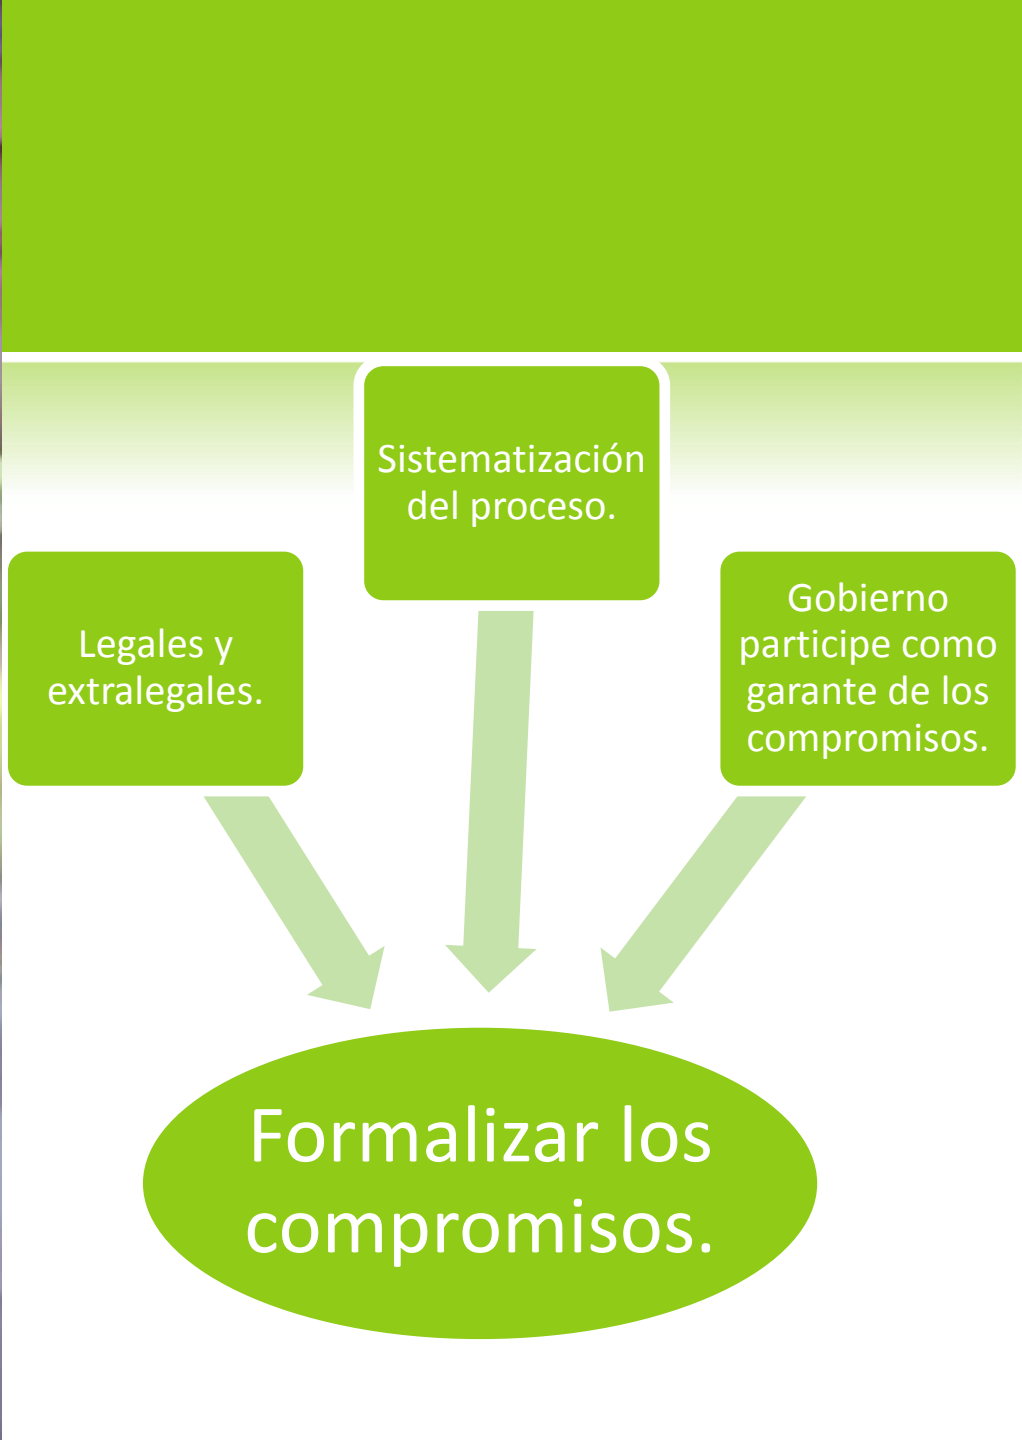 Sistematización
del proceso.
Legales y
extralegales.
Gobierno
participe como
garante de los
compromisos.
Formalizar los
compromisos.